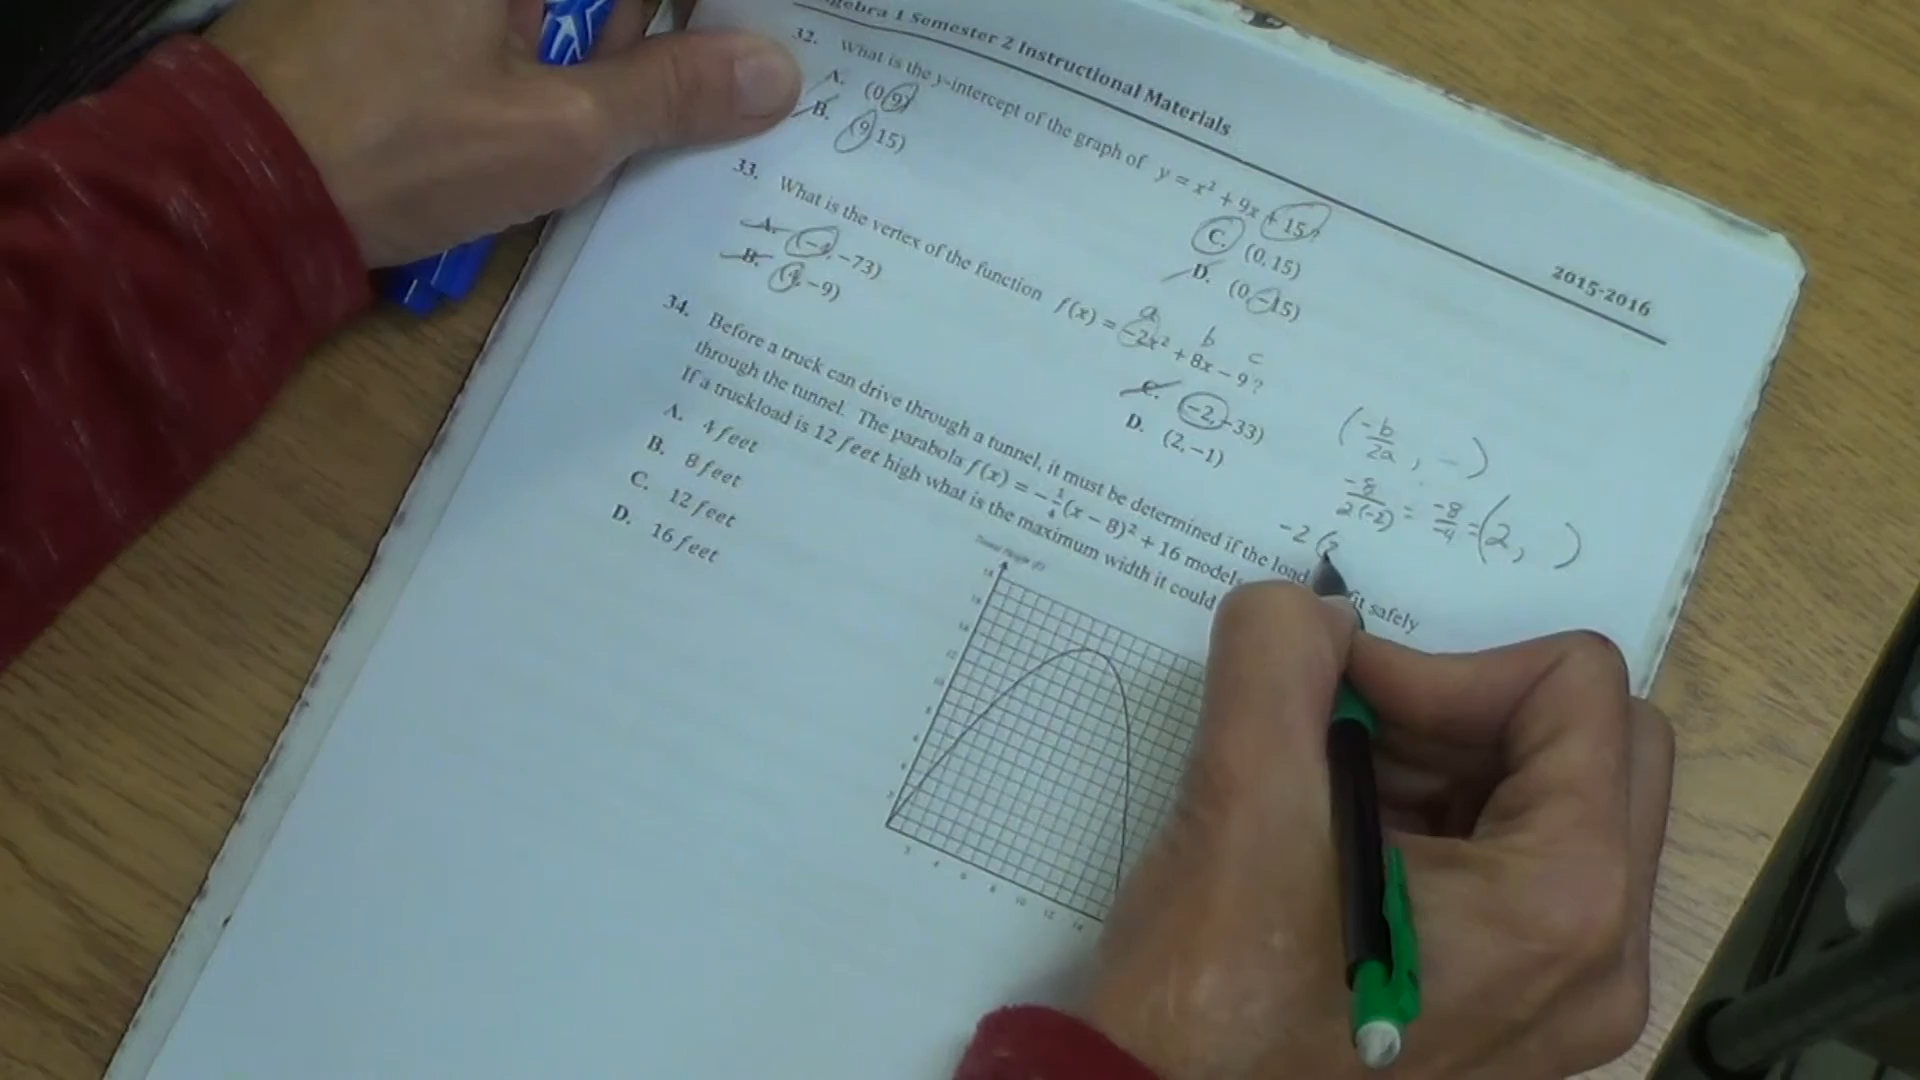 Algebra 1 Semester 2 Instructional Materials
2015-2016
32. What is the y-intercept of the graph of y = x² + 9x + 15?
A. (0, 9)
B. (9, 15)
C. (0, 15)
D. (0, −15)
33. What is the vertex of the function f(x) = −2x² + 8x − 9?
a b c
A. (−4, −73)
B. (4, −9)
C. (−2, −33)
D. (2, −1)
(-b/2a, -)
-8/2(-2) = -8/-4 = (2, )
-2(2
34. Before a truck can drive through a tunnel, it must be determined if the load fit safely
through the tunnel. The parabola f(x) = −1/4(x − 8)² + 16 models
If a truckload is 12 feet high what is the maximum width it could
A. 4 feet
B. 8 feet
C. 12 feet
D. 16 feet